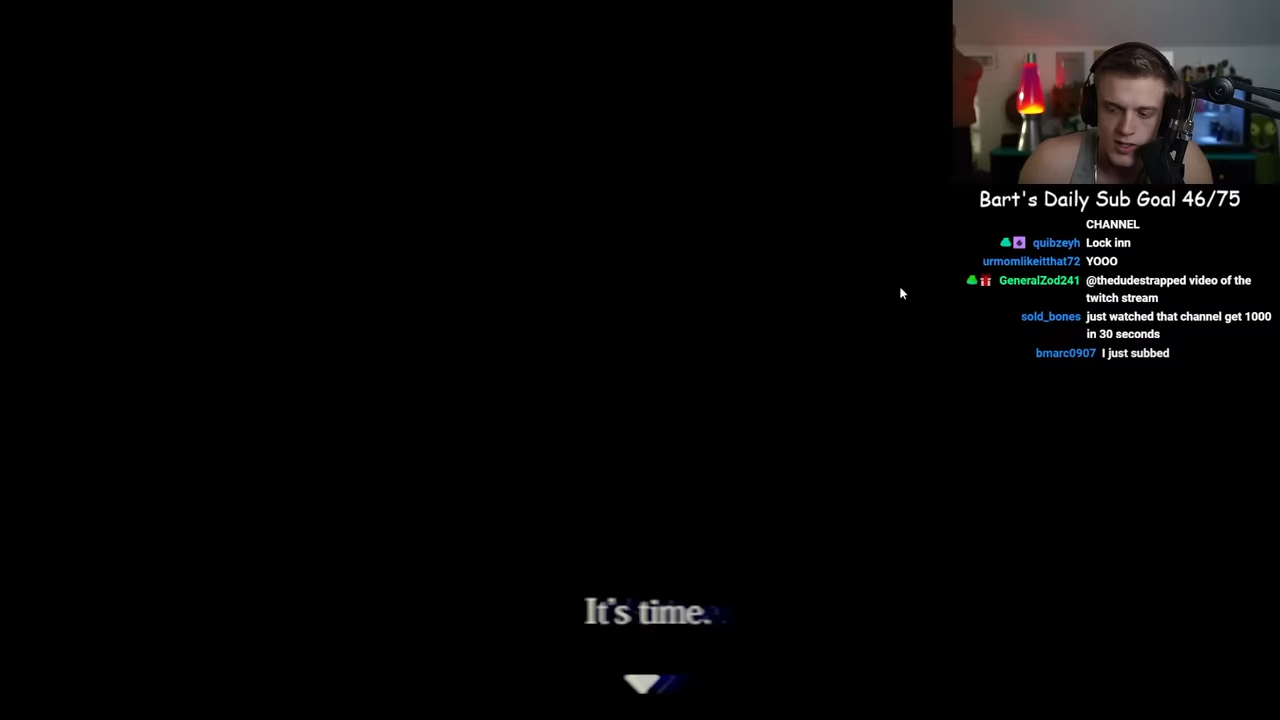 Bart's Daily Sub Goal 46/75
CHANNEL
quibzeyh Lock inn
urmomlikeitthat72 YOOO
GeneralZod241 @thedudestrapped video of the
twitch stream
sold_bones just watched that channel get 1000
in 30 seconds
bmarc0907 I just subbed
It's time.